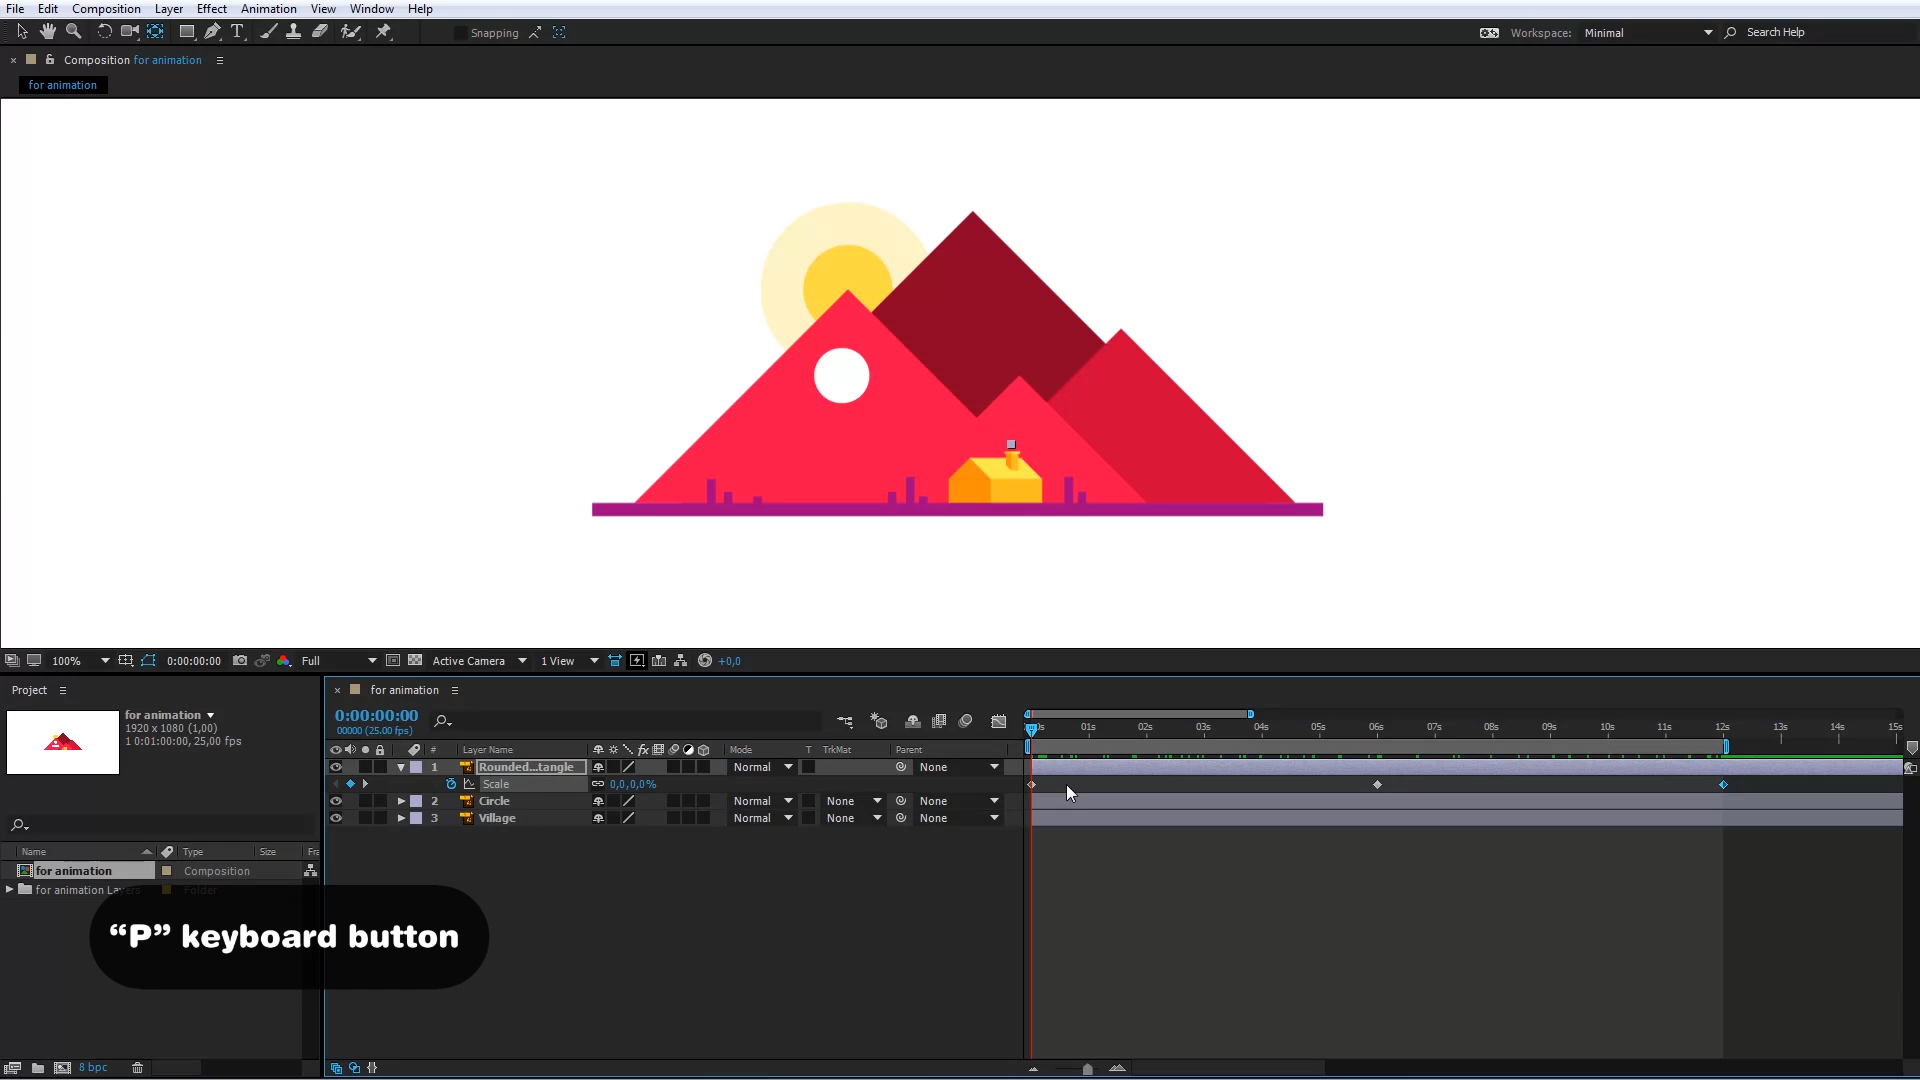 File Edit Composition Layer Effect Animation View Window Help
Snapping
Workspace: Minimal
Search Help
Composition for animation
for animation
100%
0:00:00:00
Full
Active Camera
1 View
+0,0
Project
for animation
1920 x 1080 (1,00)
1 0:01:00:00, 25,00 fps
Name Type Size Fra
for animation Composition
for animation Layers Folder
"P" keyboard button
8 bpc
for animation
0:00:00:00
00000 (25.00 fps)
# Layer Name Mode T TrkMat Parent
1 Rounded...tangle Normal None
Scale 0,0,0,0%
2 Circle Normal None None
3 Village Normal None None
01s 02s 03s 04s 05s 06s 07s 08s 09s 10s 11s 12s 13s 14s 15s